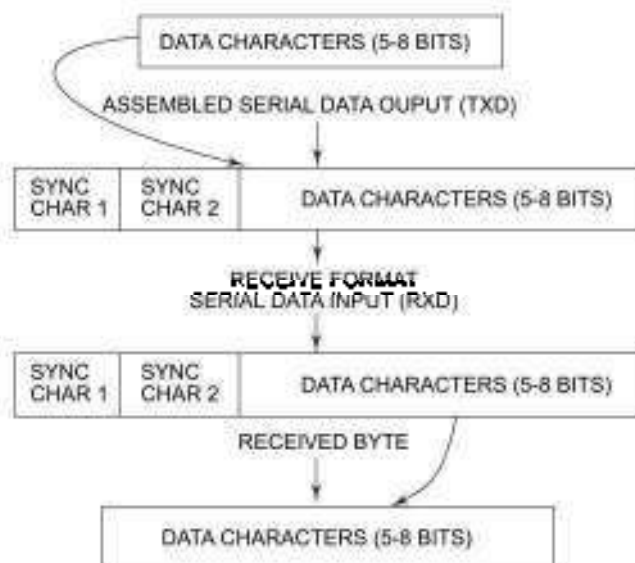 DATA CHARACTERS (5-8 BITS)
ASSEMBLED SERIAL DATA OUPUT (TXD)
SYNC CHAR 1
SYNC CHAR 2
DATA CHARACTERS (5-8 BITS)
RECEIVE FORMAT
SERIAL DATA INPUT (RXD)
SYNC CHAR 1
SYNC CHAR 2
DATA CHARACTERS (5-8 BITS)
RECEIVED BYTE
DATA CHARACTERS (5-8 BITS)